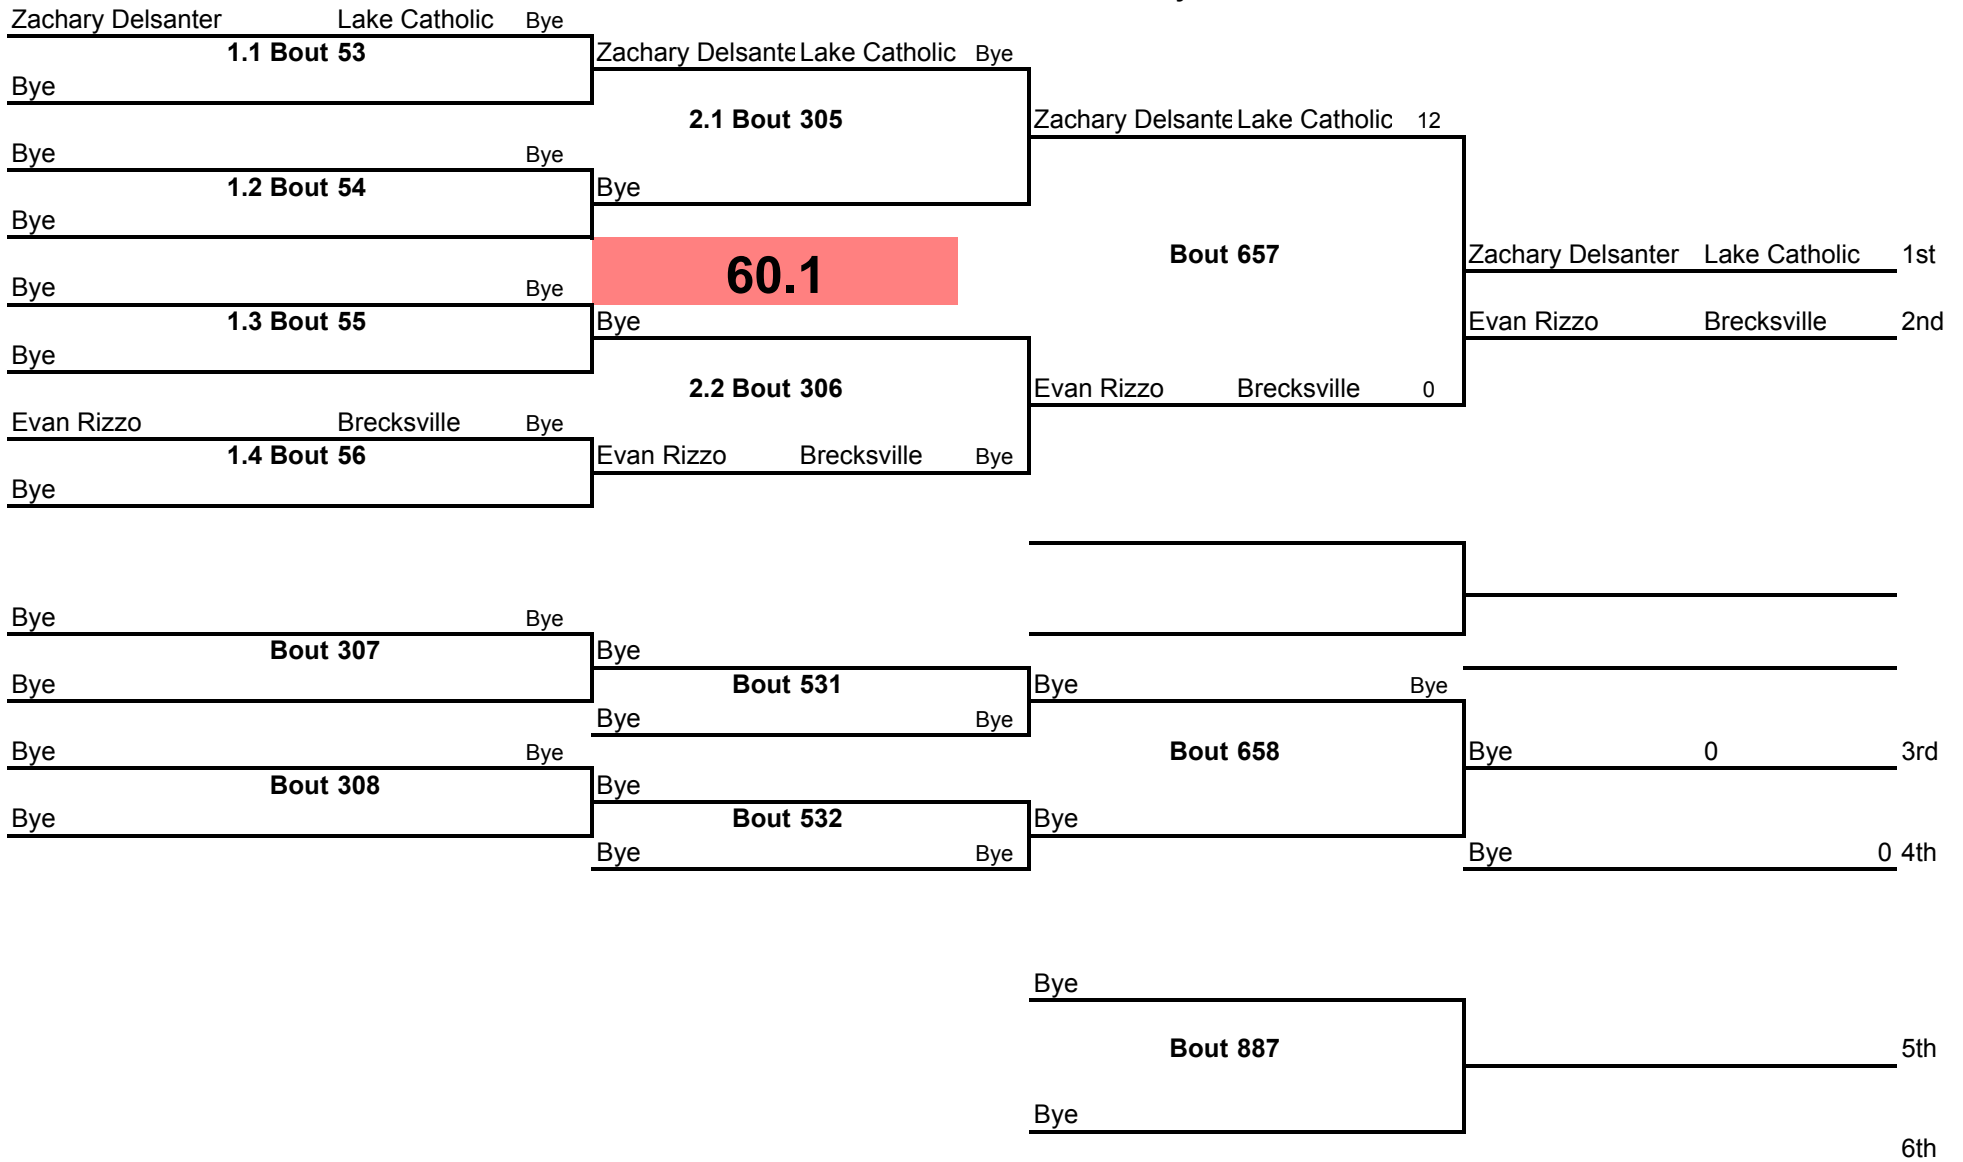 Zachary Delsanter Lake Catholic Bye
1.1 Bout 53 Zachary Delsante Lake Catholic Bye
Bye
2.1 Bout 305 Zachary Delsante Lake Catholic 12
Bye Bye
1.2 Bout 54 Bye
Bye
60.1 Bout 657 Zachary Delsanter Lake Catholic 1st
Bye Bye
1.3 Bout 55 Bye Evan Rizzo Brecksville 2nd
Bye
2.2 Bout 306 Evan Rizzo Brecksville 0
Evan Rizzo Brecksville Bye
1.4 Bout 56 Evan Rizzo Brecksville Bye
Bye
Bye Bye
Bout 307 Bye
Bye Bout 531 Bye Bye
Bye Bye
Bye Bye Bout 658 Bye 0 3rd
Bout 308 Bye
Bye Bout 532 Bye
Bye Bye Bye 0 4th
Bye
Bout 887 5th
Bye
6th